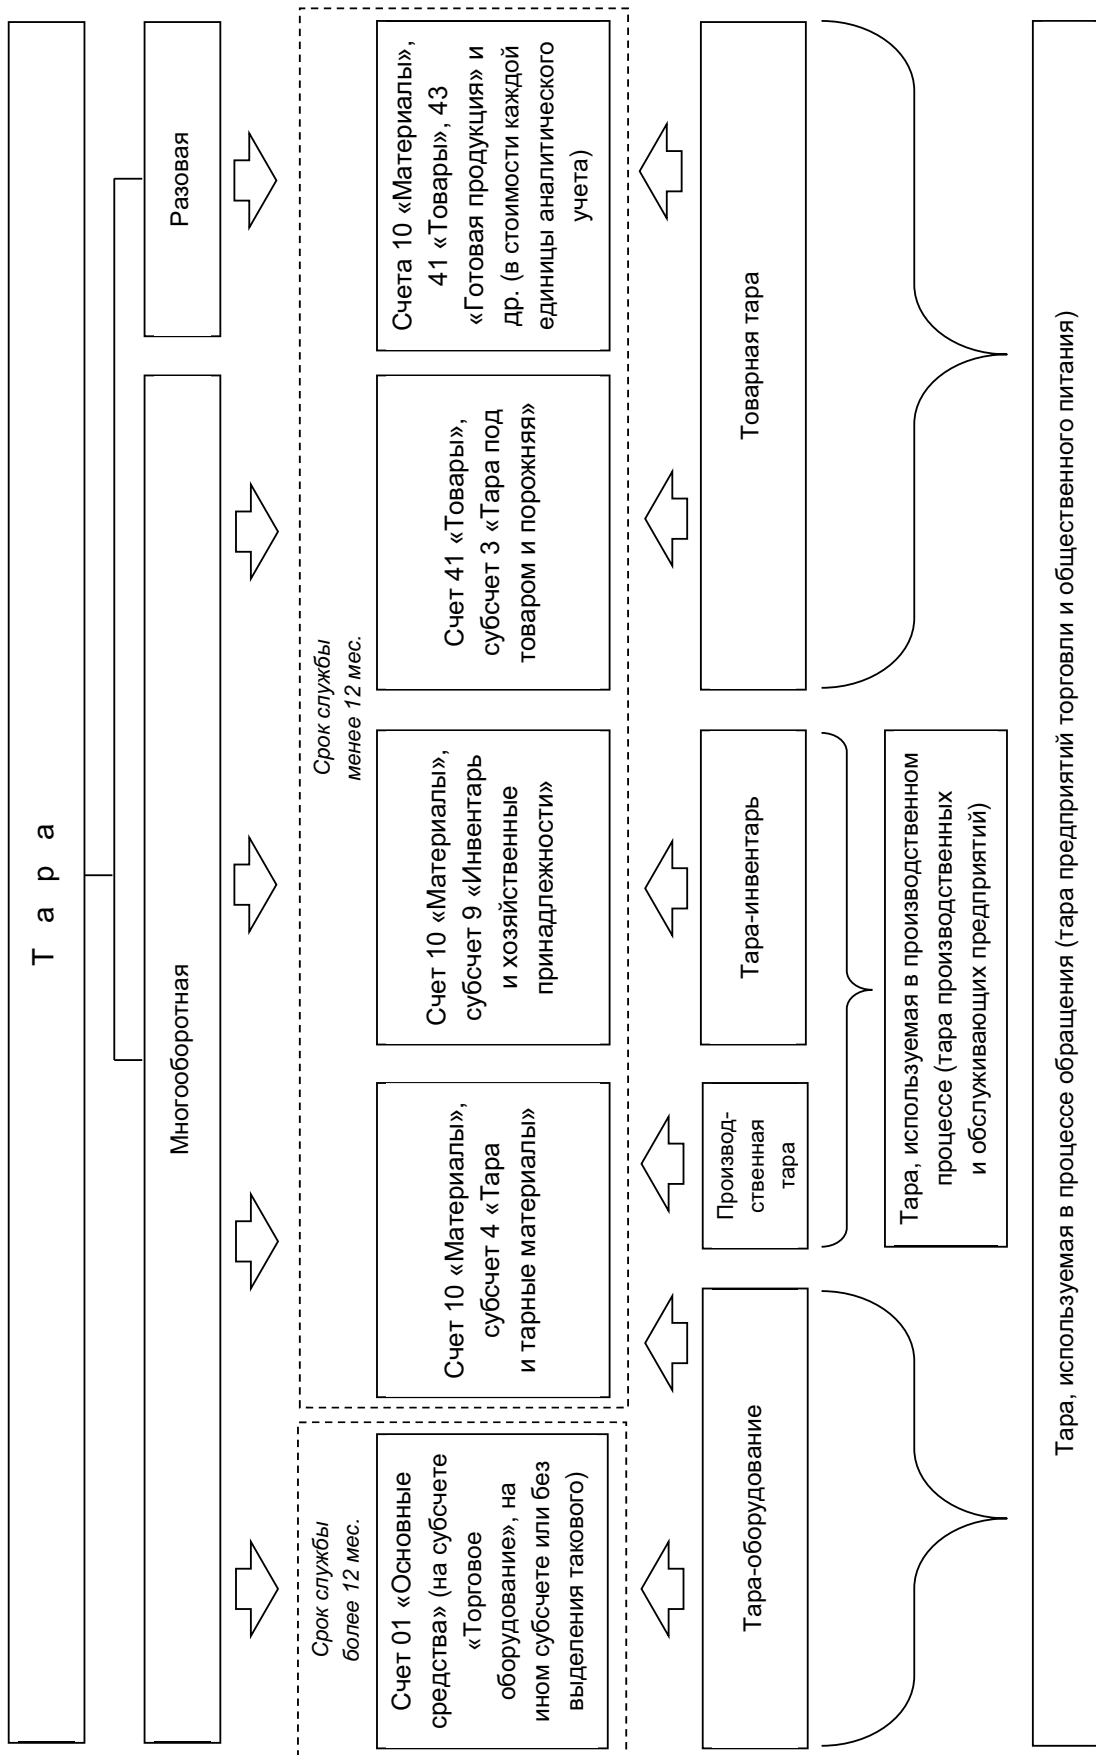 Тара
Многооборотная
Разовая
Срок службы
более 12 мес.
Срок службы
менее 12 мес.
Счет 01 «Основные
средства» (на субсчете
«Торговое
оборудование», на
ином субсчете или без
выделения такового)
Счет 10 «Материалы»,
субсчет 4 «Тара
и тарные материалы»
Счет 10 «Материалы»,
субсчет 9 «Инвентарь
и хозяйственные
принадлежности»
Счет 41 «Товары»,
субсчет 3 «Тара под
товаром и порожняя»
Счета 10 «Материалы»,
41 «Товары», 43
«Готовая продукция» и
др. (в стоимости каждой
единицы аналитического
учета)
Тара-оборудование
Производ-
ственная
тара
Тара-инвентарь
Товарная тара
Тара, используемая в производственном
процессе (тара производственных
и обслуживающих предприятий)
Тара, используемая в процессе обращения (тара предприятий торговли и общественного питания)